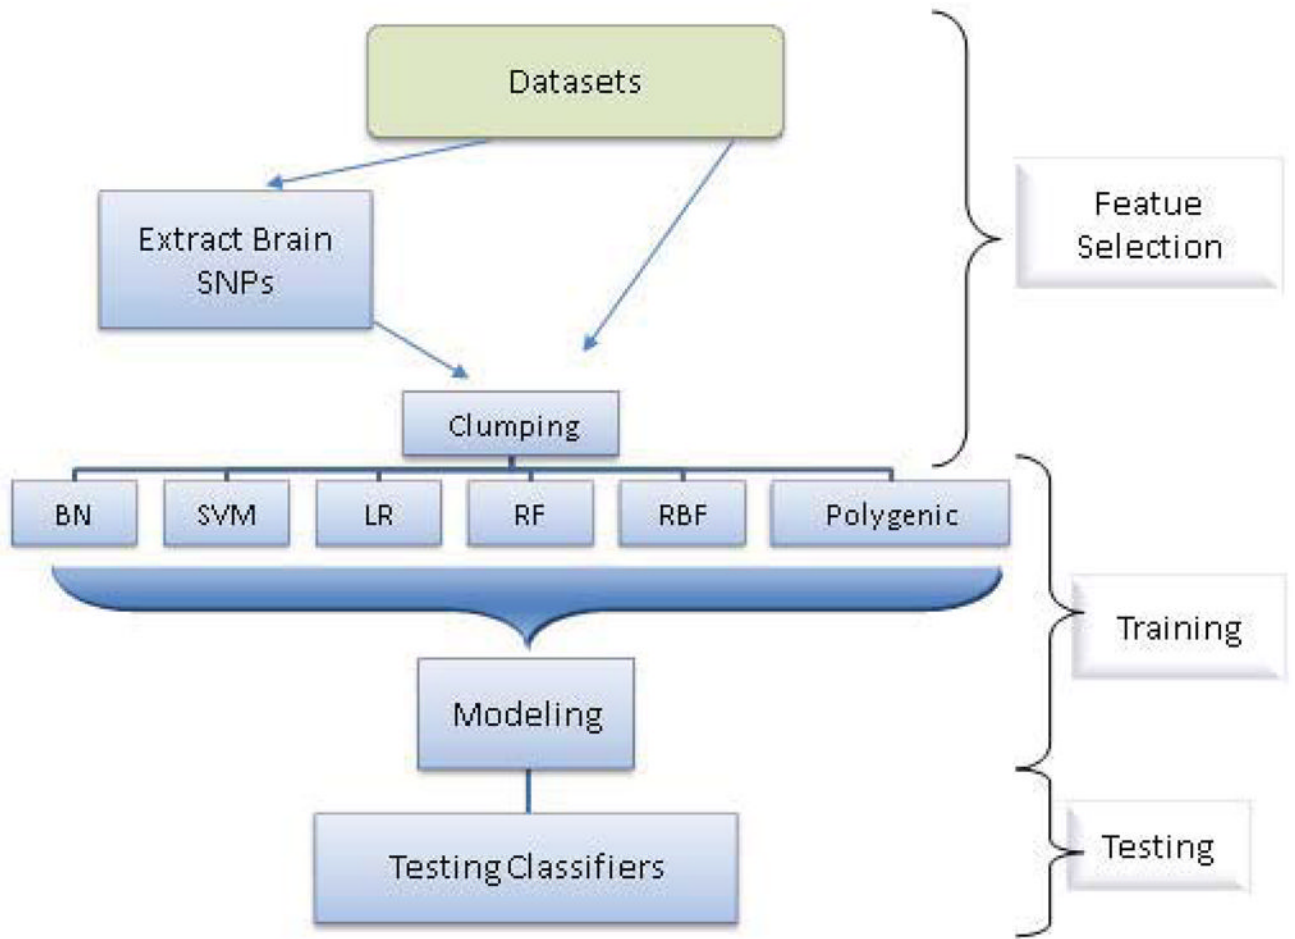 Datasets
Extract Brain
SNPs
Featue
Selection
Clumping
BN
SVM
LR
RF
RBF
Polygenic
Training
Modeling
Testing Classifiers
Testing